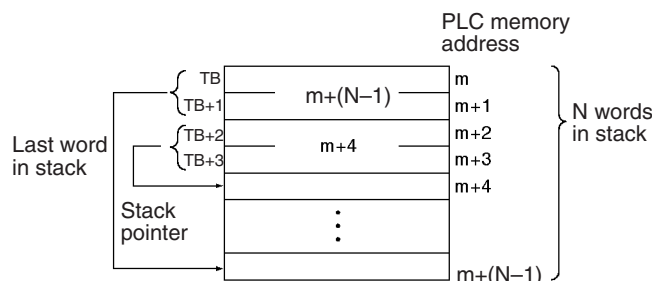 PLC memory
address
TB
m+(N–1)
m
TB+1
m+1
N words
in stack
Last word
in stack
TB+2
m+4
m+2
TB+3
m+3
m+4
Stack
pointer
m+(N–1)